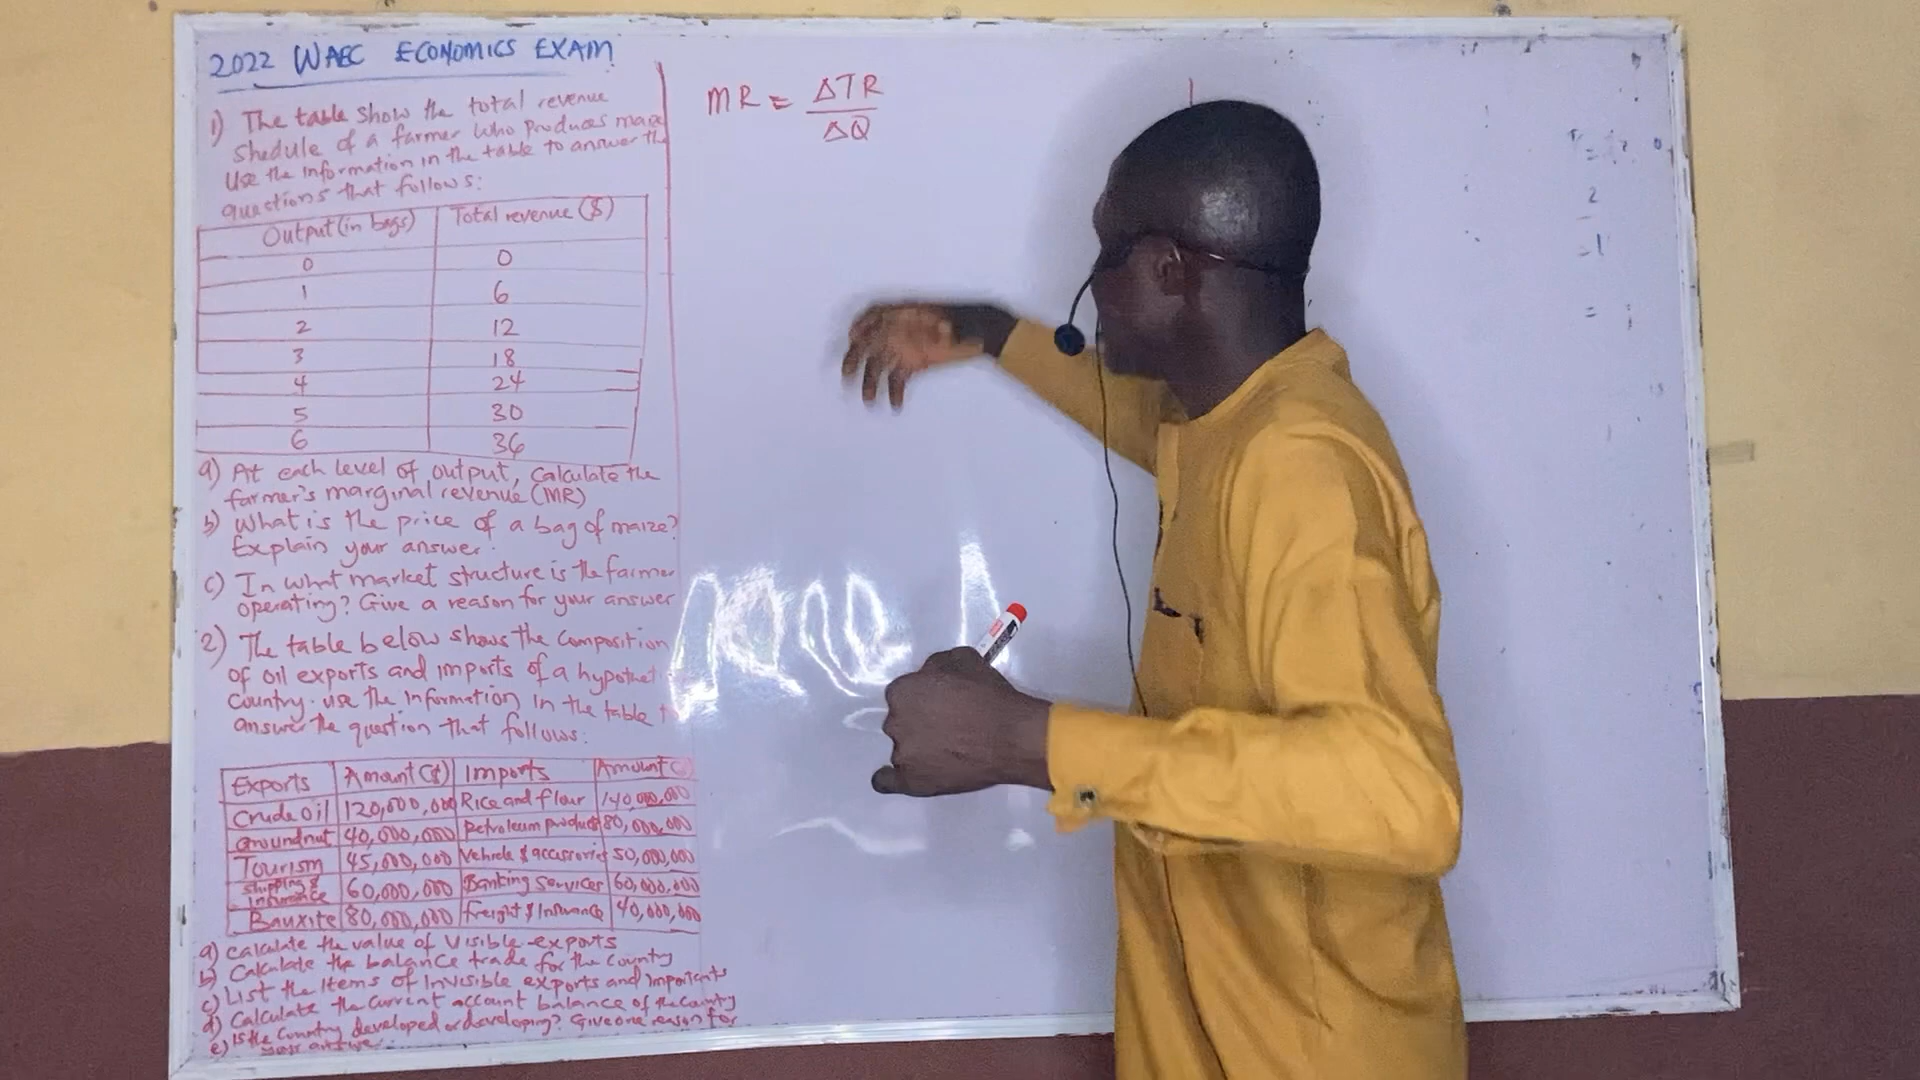 2022 WAEC ECONOMICS EXAM
1) The table show the total revenue
Shedule of a farmer who produces maize
Use the information in the table to answer the
questions that follows:
Output (in bags) Total revenue ($)
0 0
1 6
2 12
3 18
4 24
5 30
6 36
a) At each level of output, calculate the
farmer's marginal revenue (MR)
b) What is the price of a bag of maize?
Explain your answer.
c) In what market structure is the farmer
operating? Give a reason for your answer
2) The table below shows the composition
of oil exports and imports of a
country. use the information in the table
answer the question that follows:
Exports Amount ($) Imports Amount
Crude oil 120,000,000 Rice and flour 140,000,000
Groundnut 40,000,000 Petroleum product 80,000,000
Tourism 45,000,000 Vehicle & accessories 50,000,000
Shipping & insurance 60,000,000 Banking services 60,000,000
Bauxite 80,000,000 freight & Insurance 40,000,000
a) calculate the value of Visible exports
b) Calculate the balance trade for the country
c) List the items of invisible exports and
d) Calculate the current account balance of the country
e) Is the country developed or developing? Give one reason for
your answer.
MR = ΔTR
ΔQ